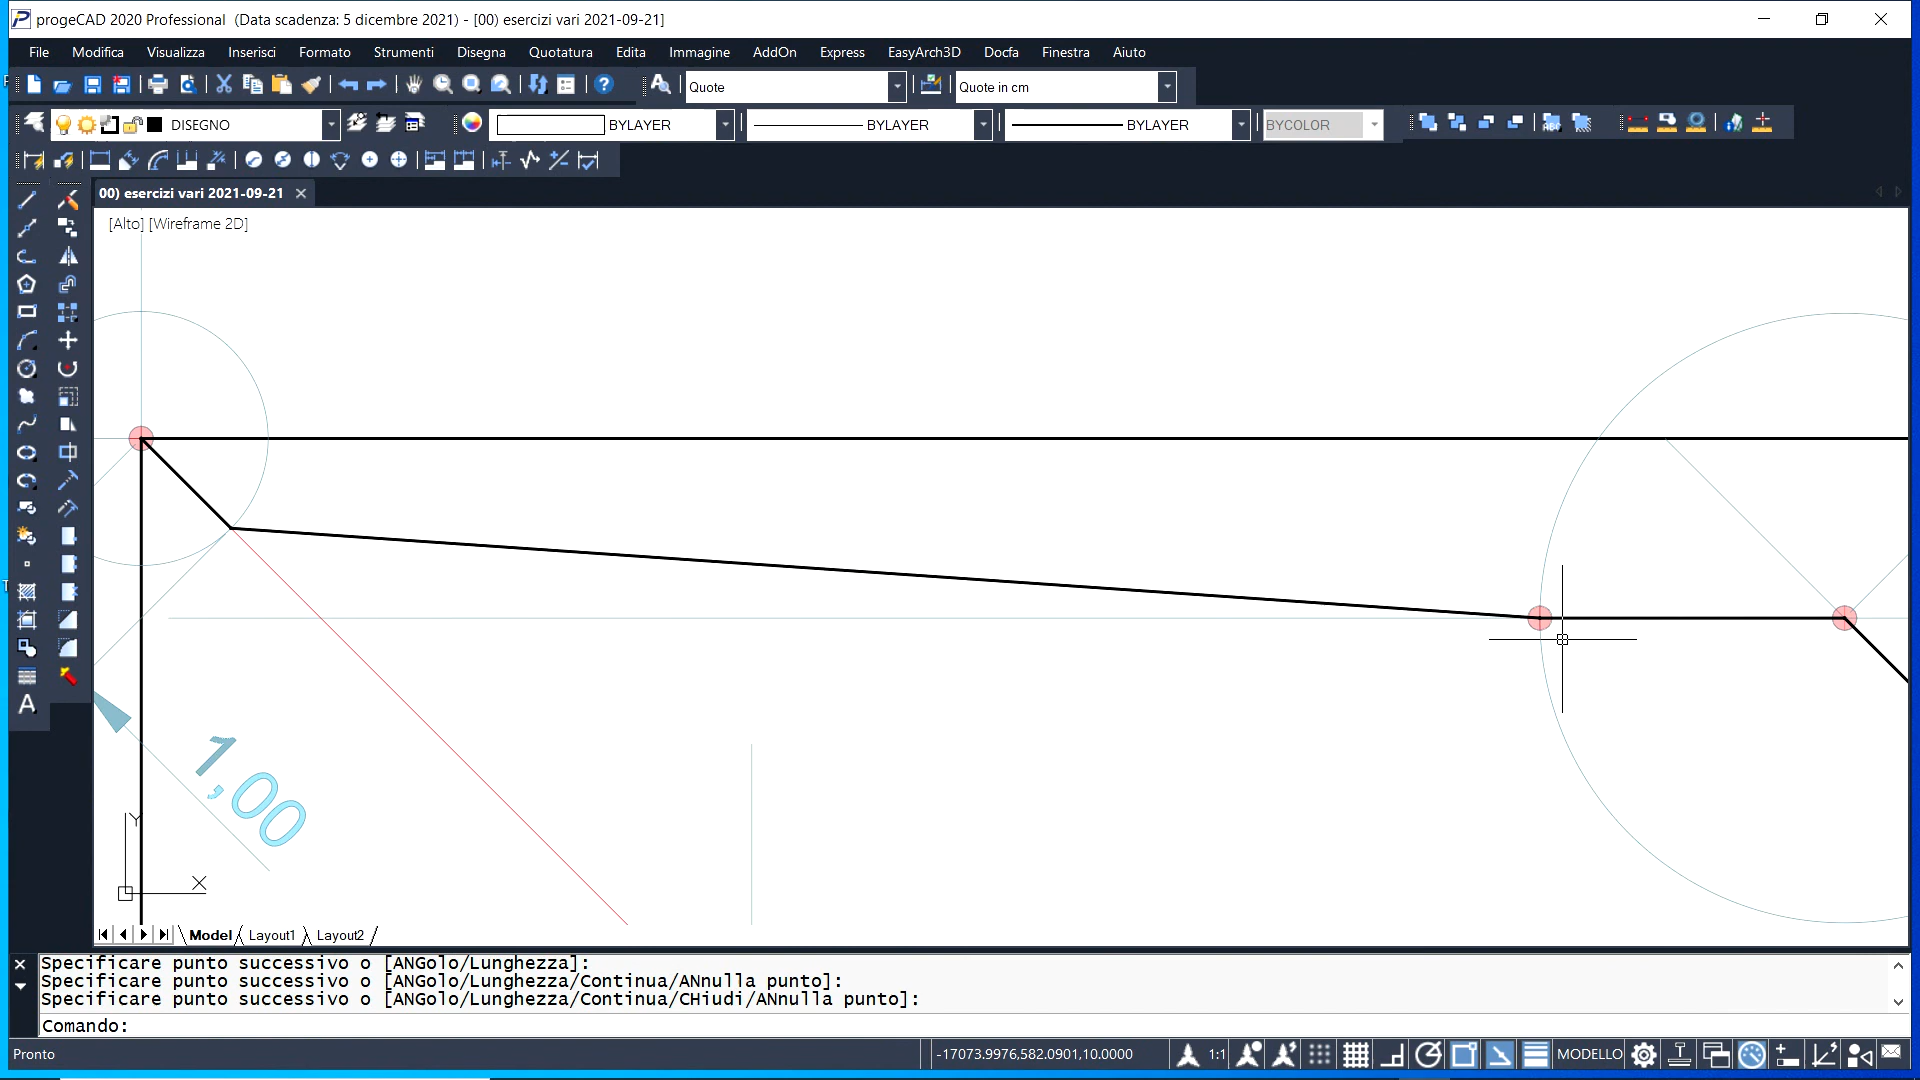 progeCAD 2020 Professional (Data scadenza: 5 dicembre 2021) - [00) esercizi vari 2021-09-21]
File Modifica Visualizza Inserisci Formato Strumenti Disegna Quotatura Edita Immagine AddOn Express EasyArch3D Docfa Finestra Aiuto
Quote Quote in cm
DISEGNO BYLAYER BYLAYER BYLAYER BYCOLOR
00) esercizi vari 2021-09-21
[Alto] [Wireframe 2D]
1,00
Y
X
Model Layout1 Layout2
Specificare punto successivo o [ANGolo/Lunghezza]:
Specificare punto successivo o [ANGolo/Lunghezza/Continua/ANnulla punto]:
Specificare punto successivo o [ANGolo/Lunghezza/Continua/CHiudi/ANnulla punto]:
Comando:
Pronto -17073.9976,582.0901,10.0000 1:1 MODELLO